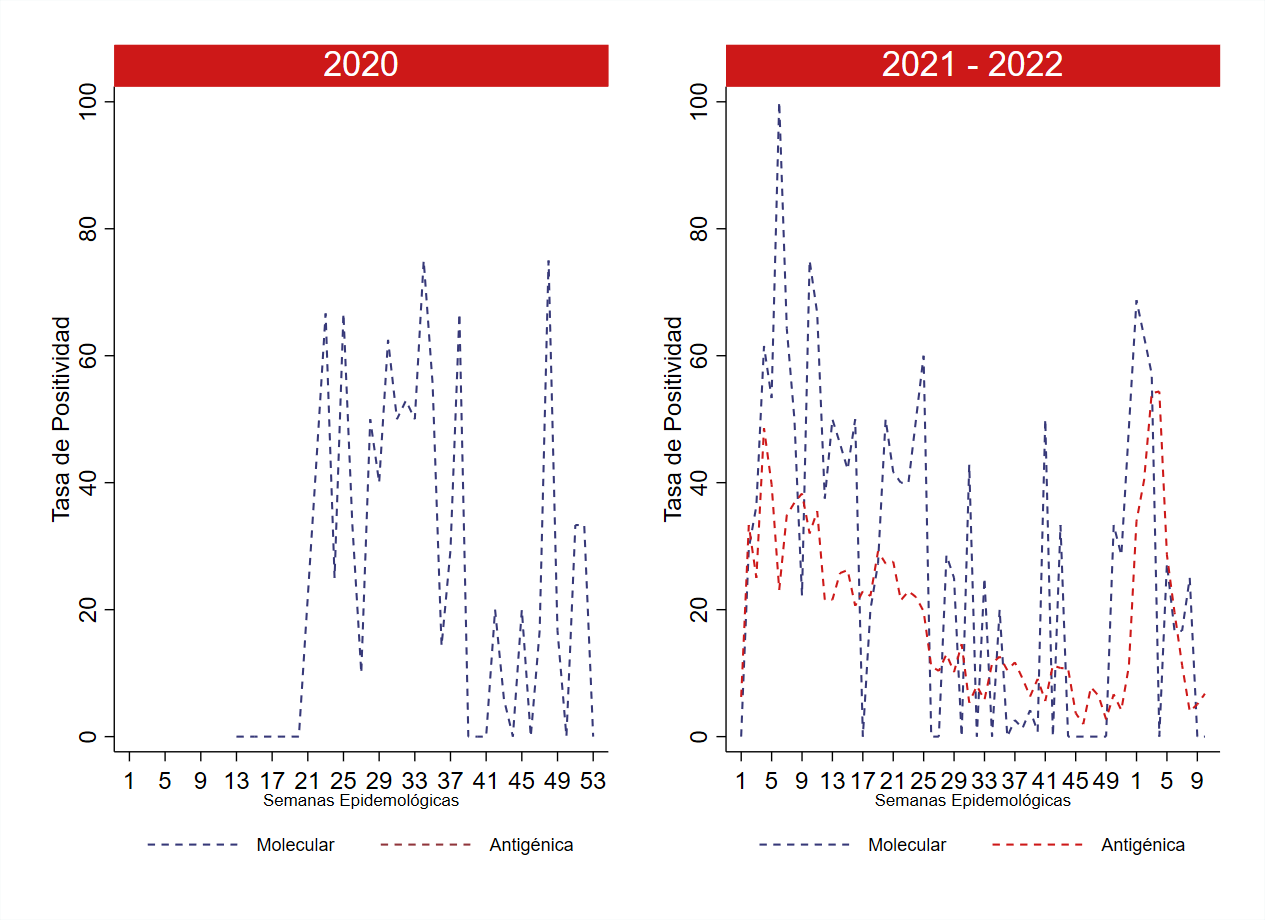 2020
100
80
60
40
20
0
Tasa de Positividad
1 5 9 13 17 21 25 29 33 37 41 45 49 53
Semanas Epidemológicas
Molecular Antigénica
2021 - 2022
100
80
60
40
20
0
Tasa de Positividad
1 5 9 13 17 21 25 29 33 37 41 45 49 1 5 9
Semanas Epidemológicas
Molecular Antigénica